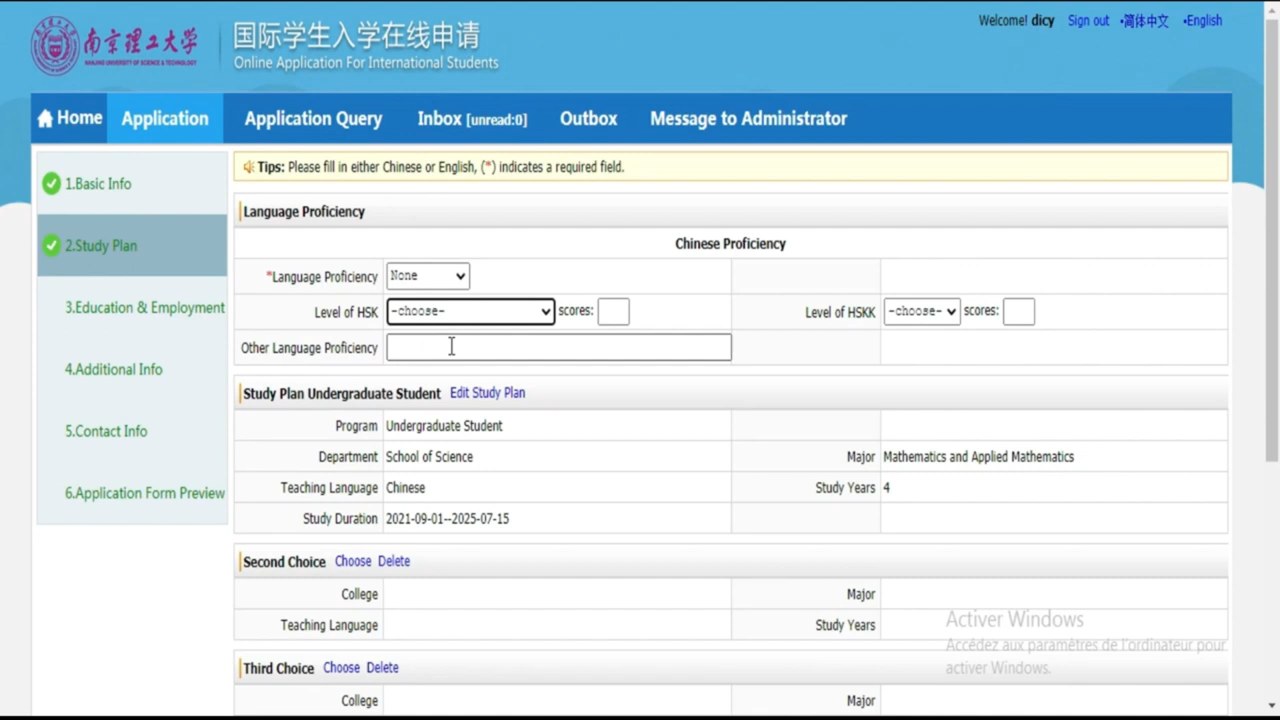 Welcome! dicy Sign out •简体中文 •English
南京理工大学 国际学生入学在线申请
NANJING UNIVERSITY OF SCIENCE & TECHNOLOGY Online Application For International Students
Home Application Application Query Inbox [unread:0] Outbox Message to Administrator
Tips: Please fill in either Chinese or English, (*) indicates a required field.
1.Basic Info
2.Study Plan
3.Education & Employment
4.Additional Info
5.Contact Info
6.Application Form Preview
Language Proficiency
Chinese Proficiency
*Language Proficiency None
Level of HSK -choose- scores: Level of HSKK -choose- scores:
Other Language Proficiency
Study Plan Undergraduate Student Edit Study Plan
Program Undergraduate Student
Department School of Science Major Mathematics and Applied Mathematics
Teaching Language Chinese Study Years 4
Study Duration 2021-09-01--2025-07-15
Second Choice Choose Delete
College Major
Teaching Language Study Years
Third Choice Choose Delete
College Major
Activer Windows
Accédez aux paramètres de l'ordinateur pour
activer Windows.